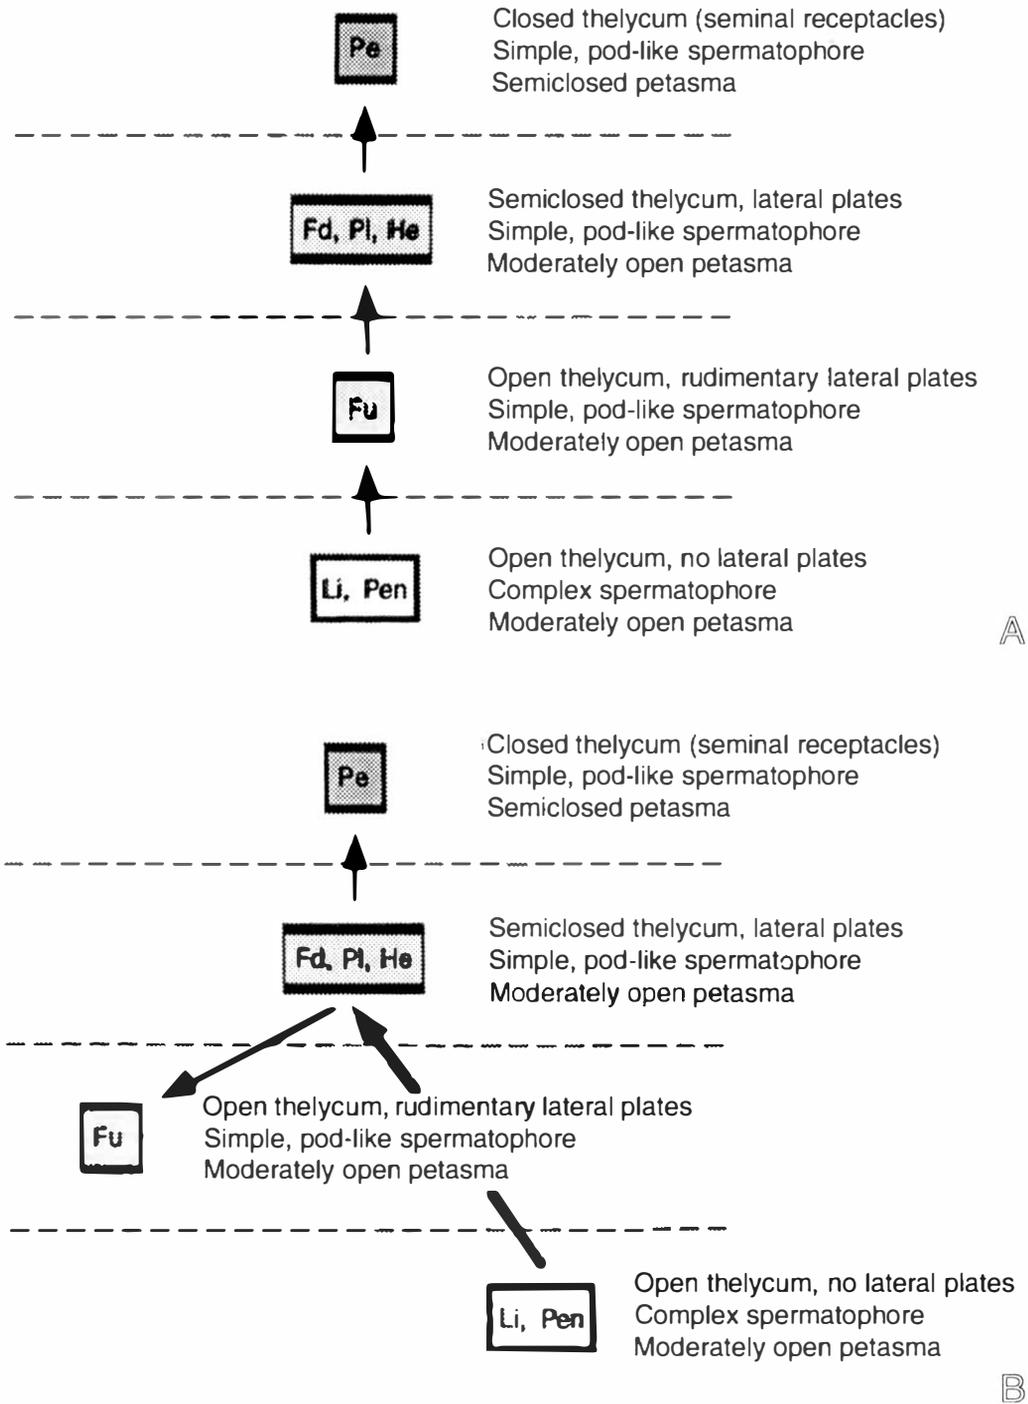 Pe
Closed thelycum (seminal receptacles)
Simple, pod-like spermatophore
Semiclosed petasma
Fd, Pl, He
Semiclosed thelycum, lateral plates
Simple, pod-like spermatophore
Moderately open petasma
Fu
Open thelycum, rudimentary lateral plates
Simple, pod-like spermatophore
Moderately open petasma
Li, Pen
Open thelycum, no lateral plates
Complex spermatophore
Moderately open petasma
A
Pe
Closed thelycum (seminal receptacles)
Simple, pod-like spermatophore
Semiclosed petasma
Fd, Pl, He
Semiclosed thelycum, lateral plates
Simple, pod-like spermatophore
Moderately open petasma
Fu
Open thelycum, rudimentary lateral plates
Simple, pod-like spermatophore
Moderately open petasma
Li, Pen
Open thelycum, no lateral plates
Complex spermatophore
Moderately open petasma
B